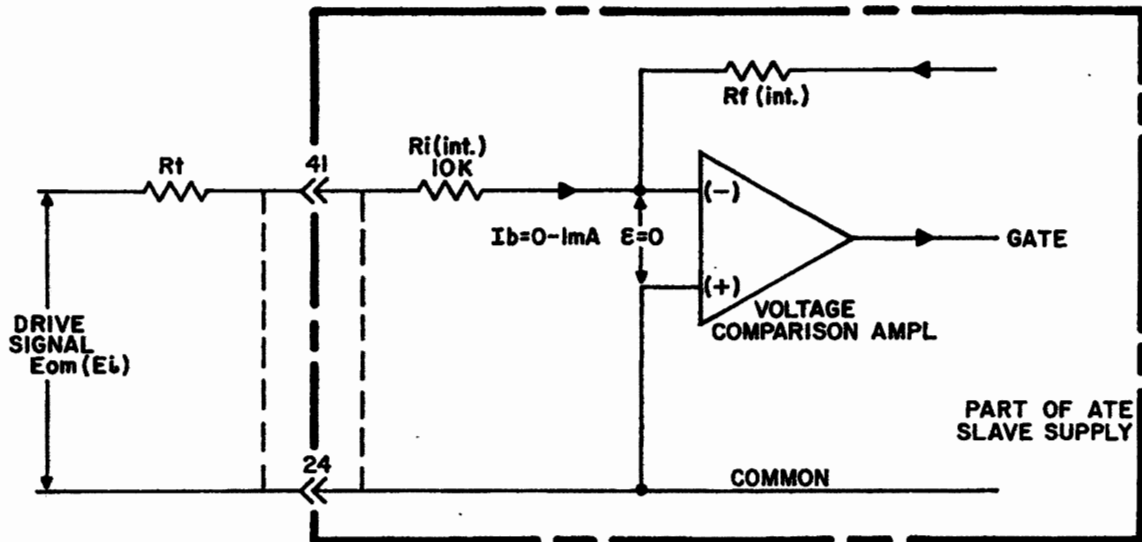 Rf (int.)
Rt
41
Ri (int.)
10K
Ib=0-1mA
ε=0
(-)
GATE
(+)
VOLTAGE
COMPARISON AMPL
DRIVE
SIGNAL
Eom (Ei)
PART OF ATE
SLAVE SUPPLY
24
COMMON